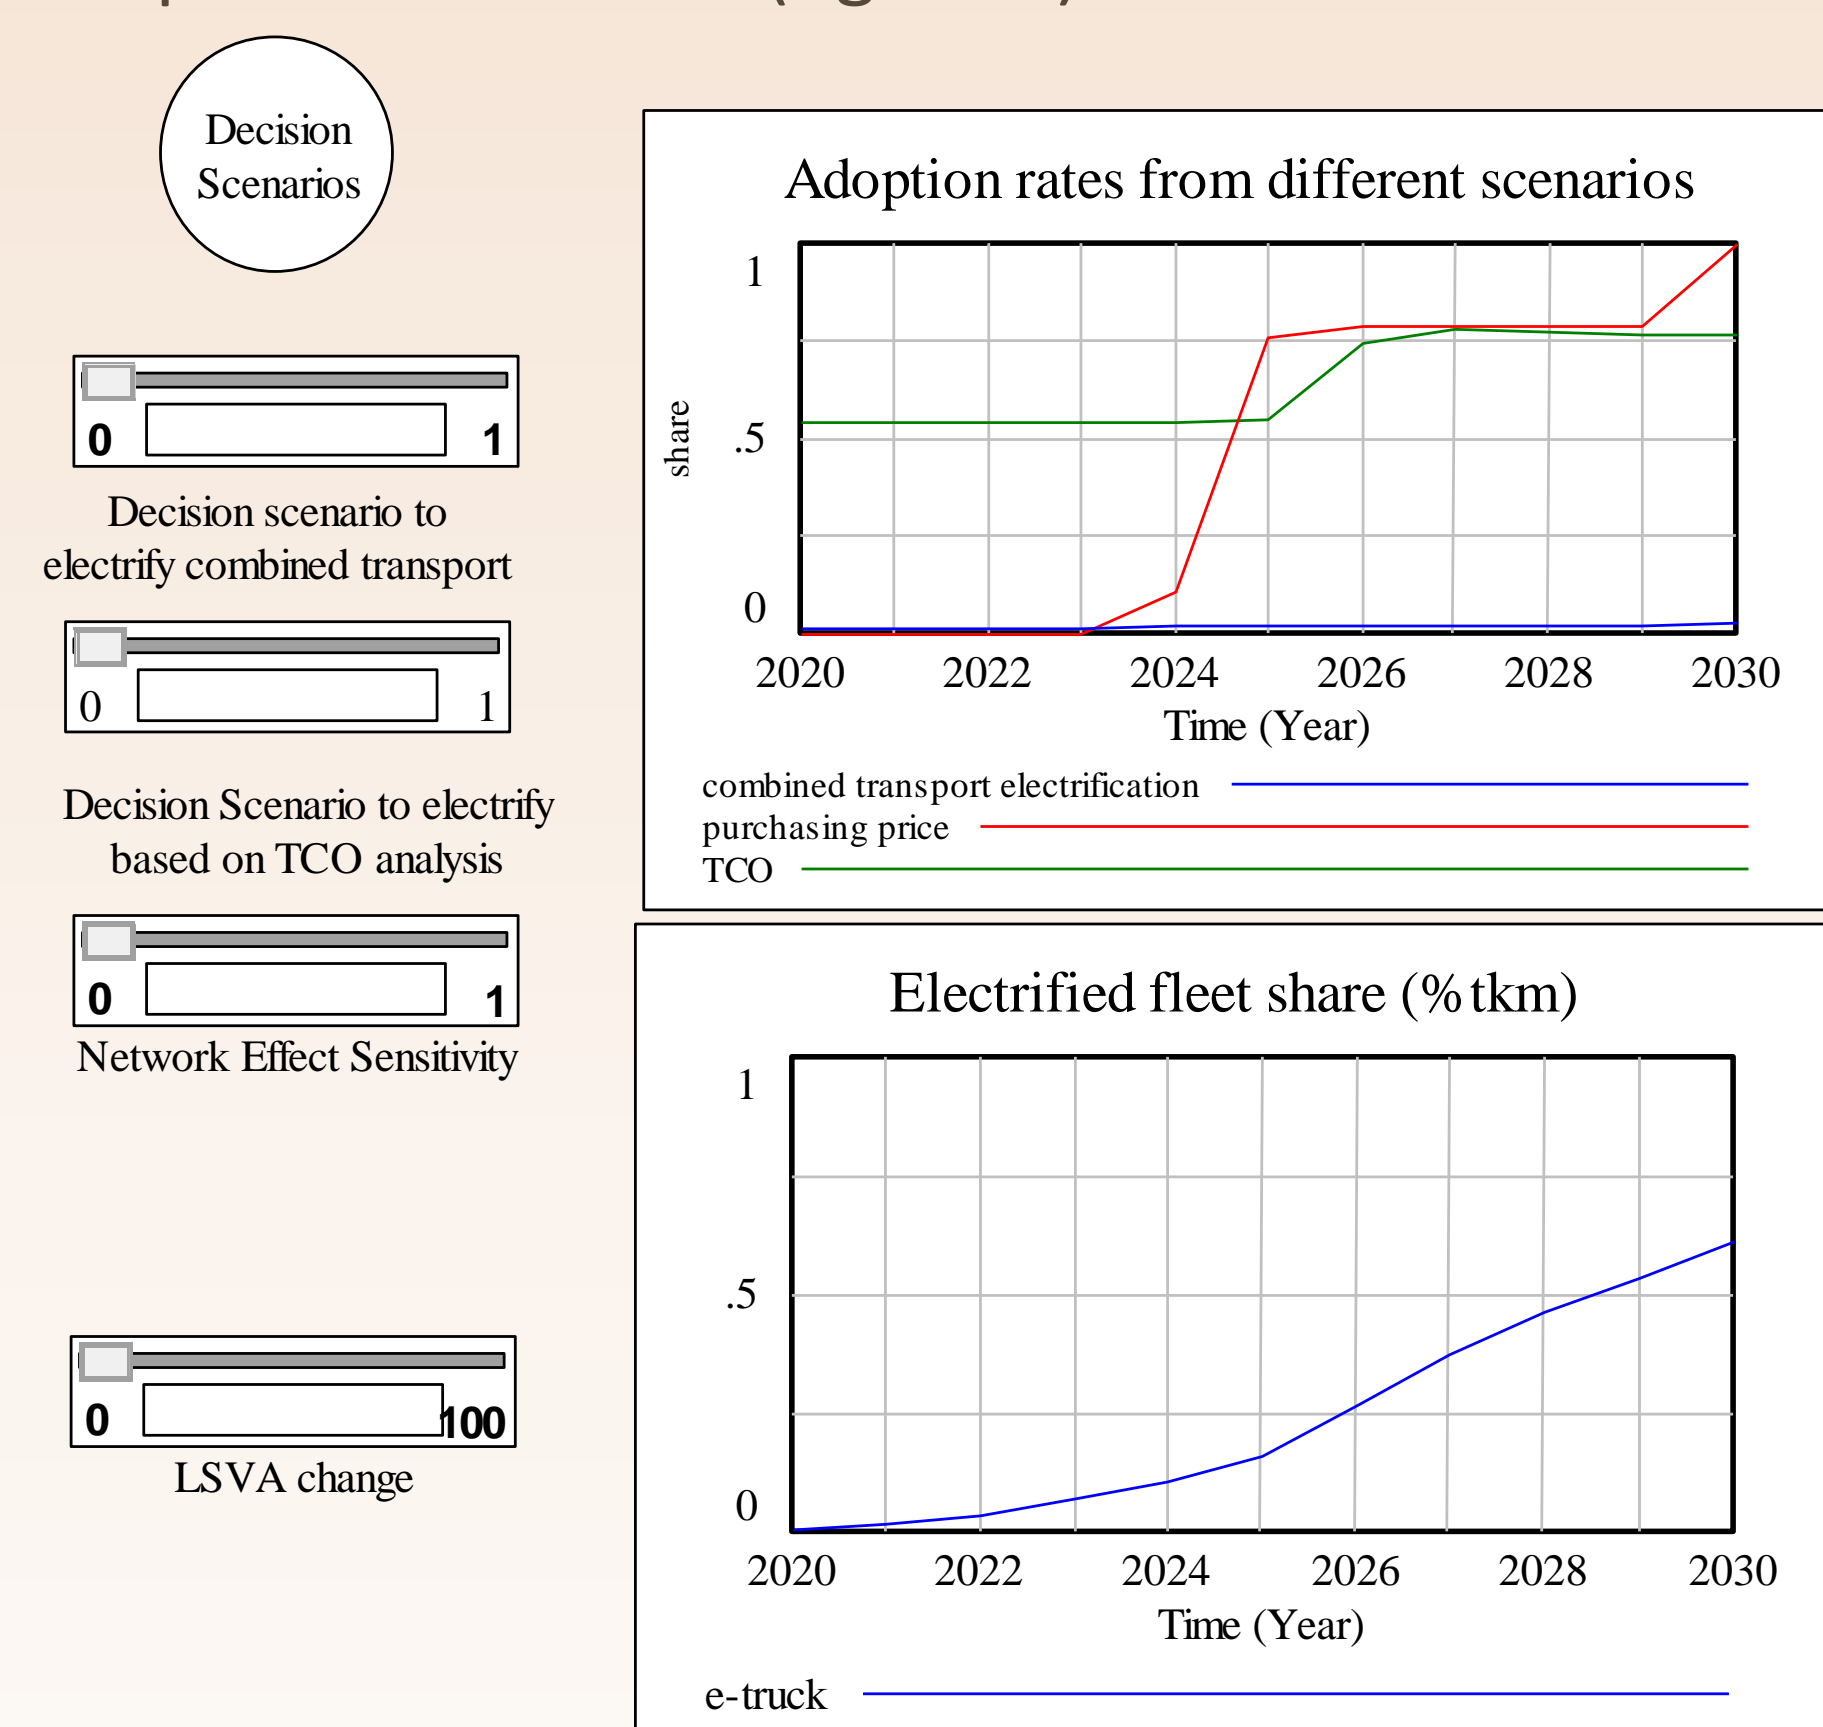 Decision
Scenarios
0 1
Decision scenario to
electrify combined transport
0 1
Decision Scenario to electrify
based on TCO analysis
0 1
Network Effect Sensitivity
0 100
LSVA change
Adoption rates from different scenarios
1
.5
0
share
2020 2022 2024 2026 2028 2030
Time (Year)
combined transport electrification
purchasing price
TCO
Electrified fleet share (% tkm)
1
.5
0
2020 2022 2024 2026 2028 2030
Time (Year)
e-truck